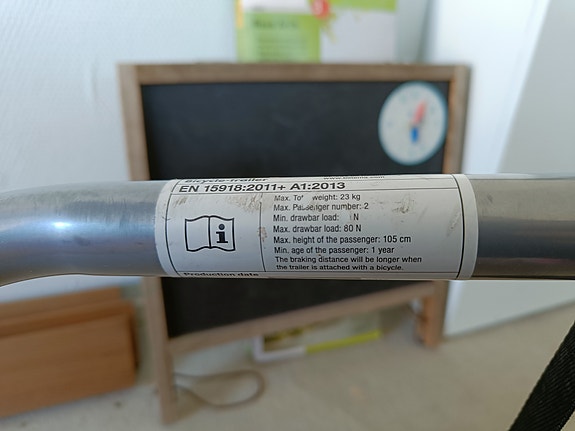 Bicycle-Trailer
EN 15918:2011+ A1:2013
Max. weight: 23 kg
Max. Passenger number: 2
Min. drawbar load: N
Max. drawbar load: 80 N
Max. height of the passenger: 105 cm
Min. age of the passenger: 1 year
The braking distance will be longer when
the trailer is attached with a bicycle.
Production date